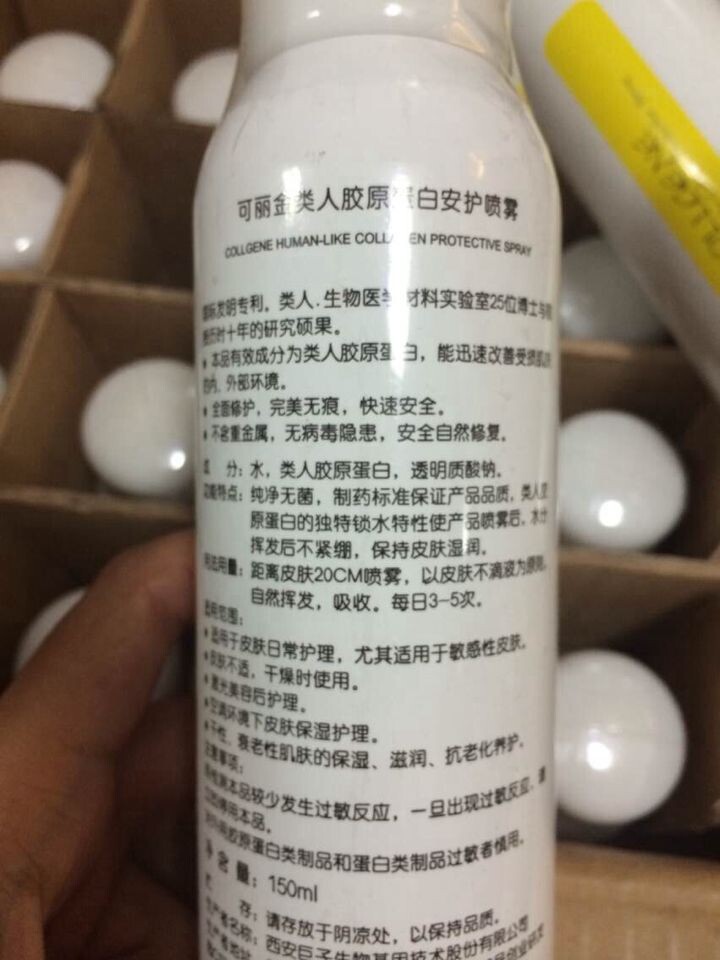 可丽金类人胶原蛋白安护喷雾
COLLGENE HUMAN-LIKE COLLAGEN PROTECTIVE SPRAY
国际发明专利。类人.生物医学材料实验室25位博士与
历时十年的研究硕果。
• 本品有效成分为类人胶原蛋白，能迅速改善受损肌肤
的内、外部环境。
• 全面修护，完美无痕，快速安全。
• 不含重金属，无病毒隐患，安全自然修复。
成 分：水，类人胶原蛋白，透明质酸钠。
功能特点：纯净无菌，制药标准保证产品品质，类人胶
原蛋白的独特锁水特性使产品喷雾后，水分
挥发后不紧绷，保持皮肤湿润。
用法用量：距离皮肤20CM喷雾，以皮肤不滴液为原则，
自然挥发，吸收。每日3-5次。
适用范围：
• 适用于皮肤日常护理，尤其适用于敏感性皮肤。
• 皮肤不适，干燥时使用。
• 激光美容后护理。
• 空调环境下皮肤保湿护理。
• 干性、衰老性肌肤的保湿、滋润、抗老化养护。
注意事项：
本品较少发生过敏反应，一旦出现过敏反应，
立即停用本品。
对外用胶原蛋白类制品和蛋白类制品过敏者慎用。
净 含 量：150ml
贮 存：请存放于阴凉处，以保持品质。
生产者名称：西安巨子生物基因技术股份有限公司
生产者地址：